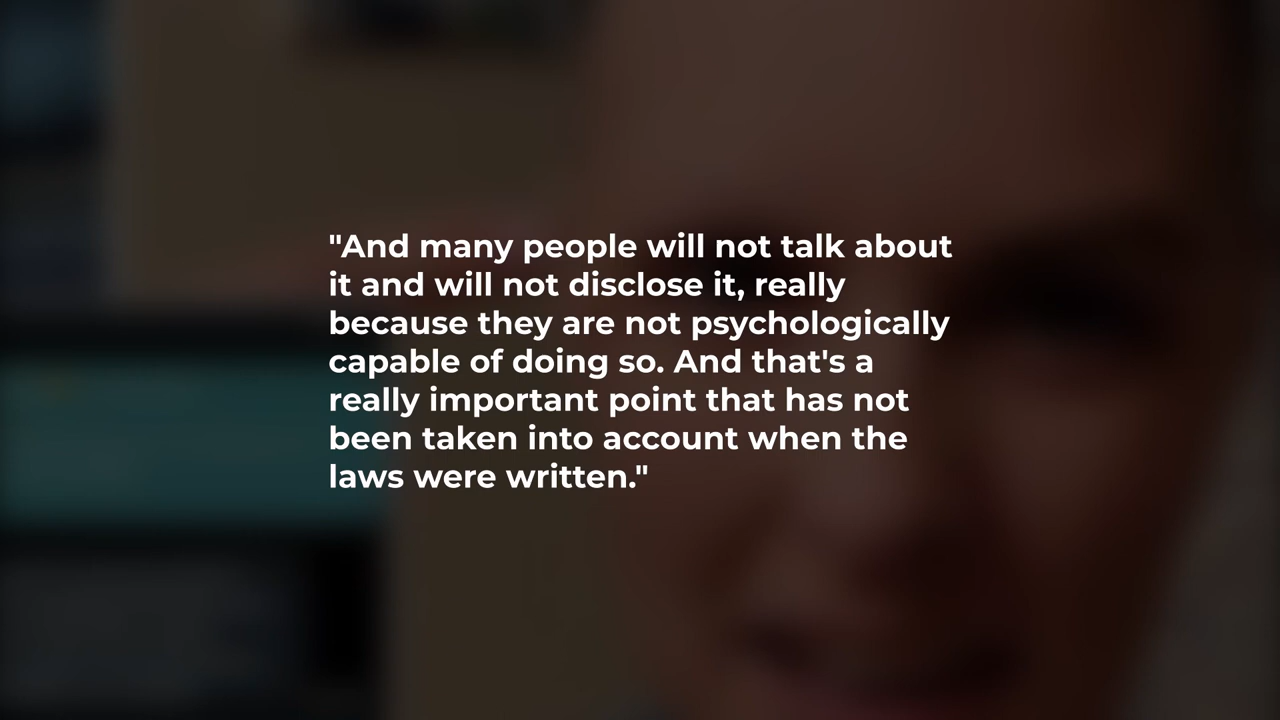 "And many people will not talk about
it and will not disclose it, really
because they are not psychologically
capable of doing so. And that's a
really important point that has not
been taken into account when the
laws were written."